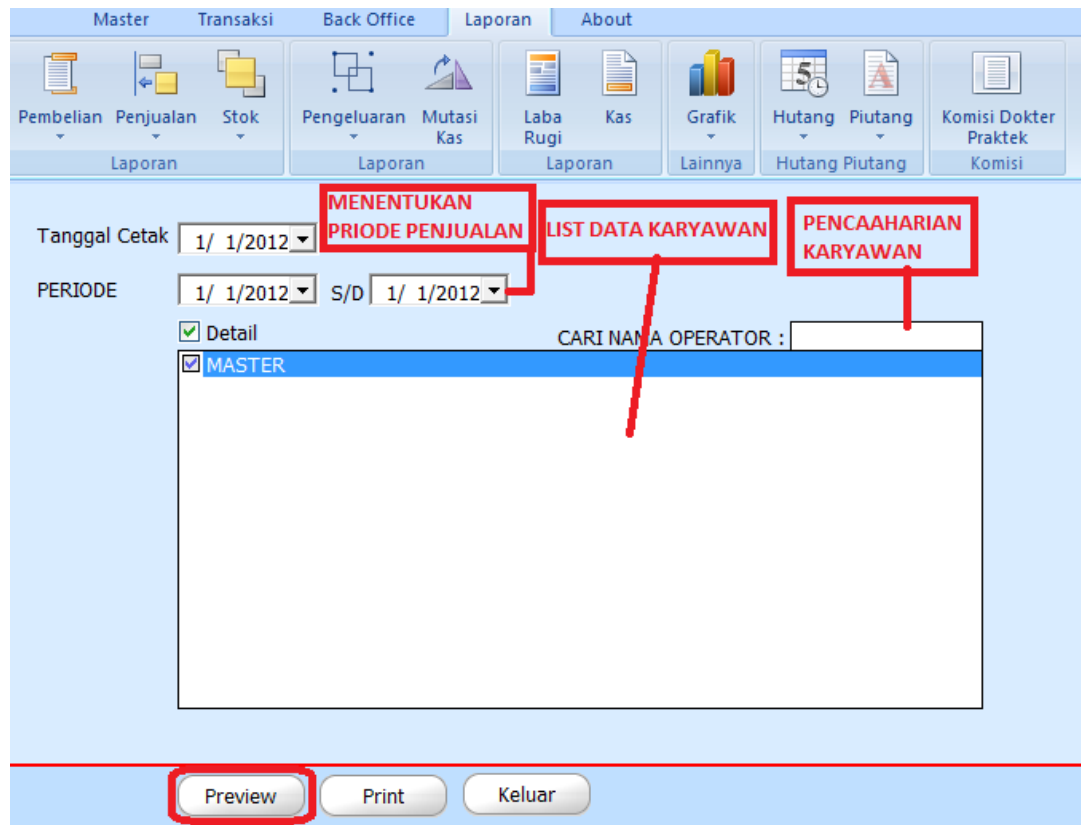 Master Transaksi Back Office Laporan About
Pembelian Penjualan Stok Pengeluaran Mutasi Kas Laba Rugi Kas Grafik Hutang Piutang Komisi Dokter Praktek
Laporan Laporan Laporan Lainnya Hutang Piutang Komisi
MENENTUKAN
PRIODE PENJUALAN
LIST DATA KARYAWAN
PENCAAHARIAN
KARYAWAN
Tanggal Cetak 1/ 1/2012
PERIODE 1/ 1/2012 S/D 1/ 1/2012
Detail CARI NAMA OPERATOR :
MASTER
Preview Print Keluar